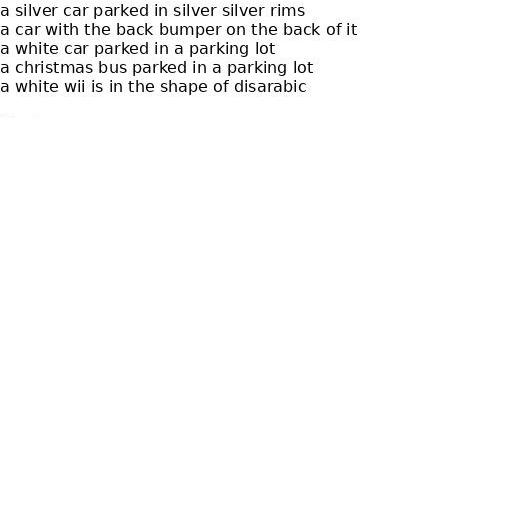 a silver car parked in silver silver rims
a car with the back bumper on the back of it
a white car parked in a parking lot
a christmas bus parked in a parking lot
a white wii is in the shape of disarabic